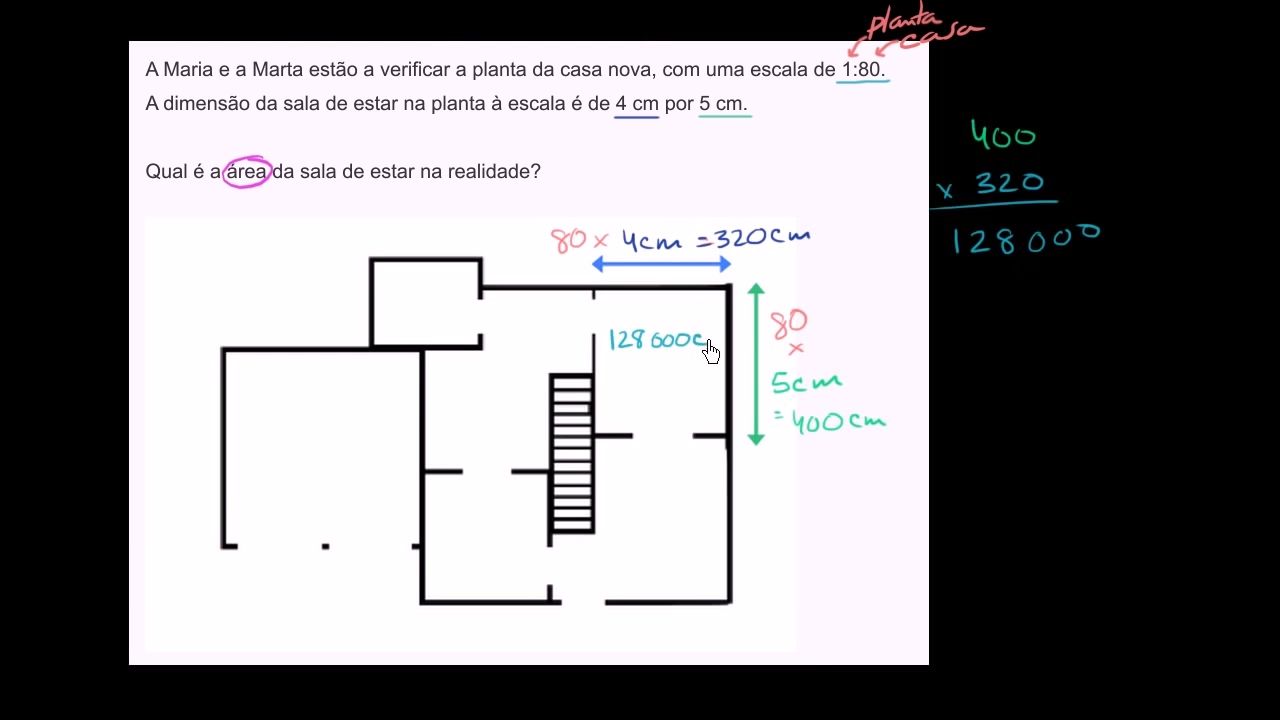 planta
casa
A Maria e a Marta estão a verificar a planta da casa nova, com uma escala de 1:80.
A dimensão da sala de estar na planta à escala é de 4 cm por 5 cm.
Qual é a área da sala de estar na realidade?
400
x 320
128000
80 x 4cm = 320cm
128000c
80
x
5cm
= 400cm